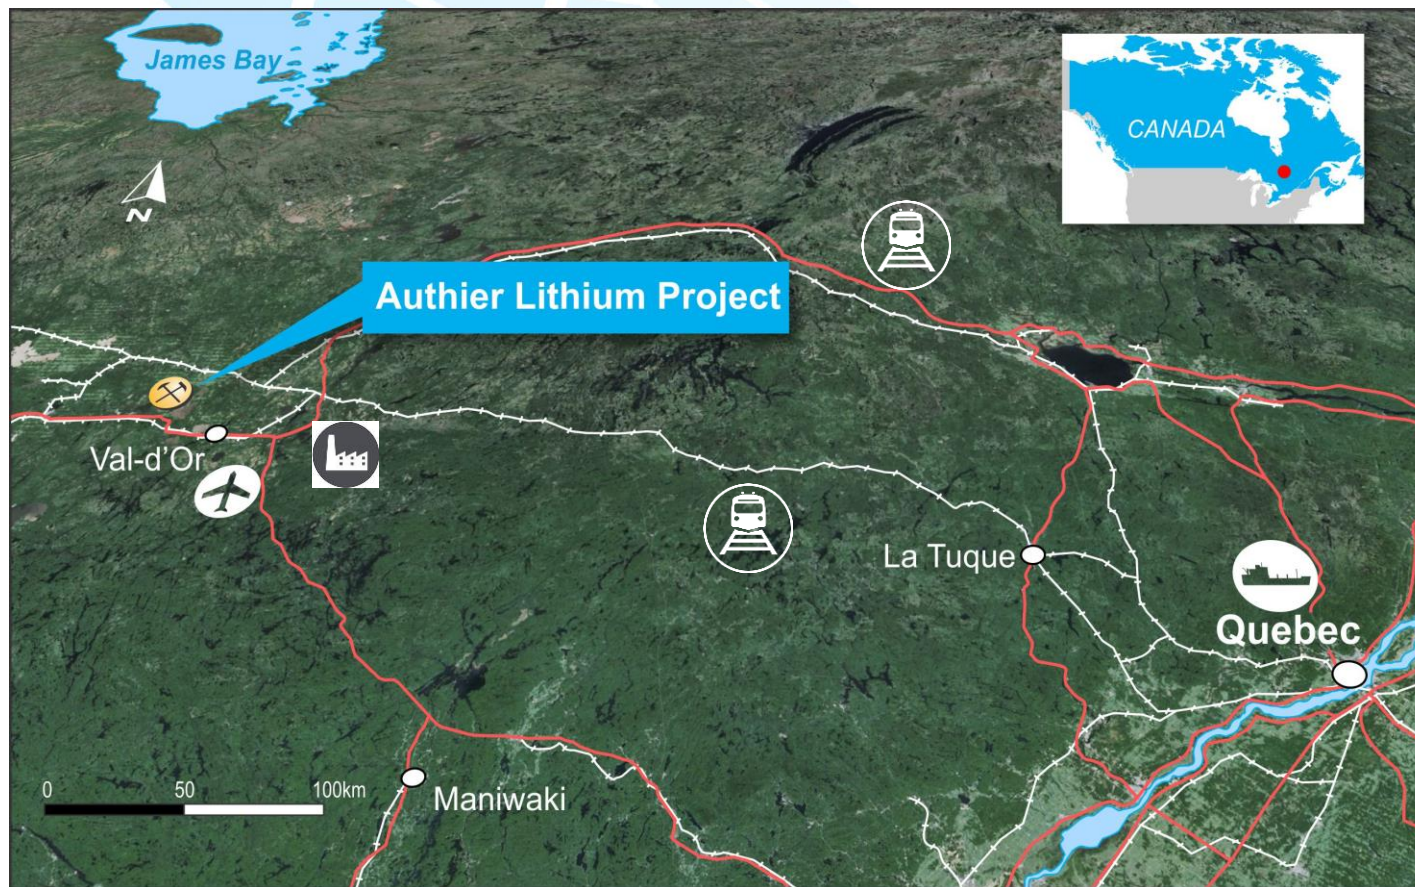 James Bay
CANADA
N
Authier Lithium Project
Val-d'Or
La Tuque
Quebec
0 50 100km
Maniwaki